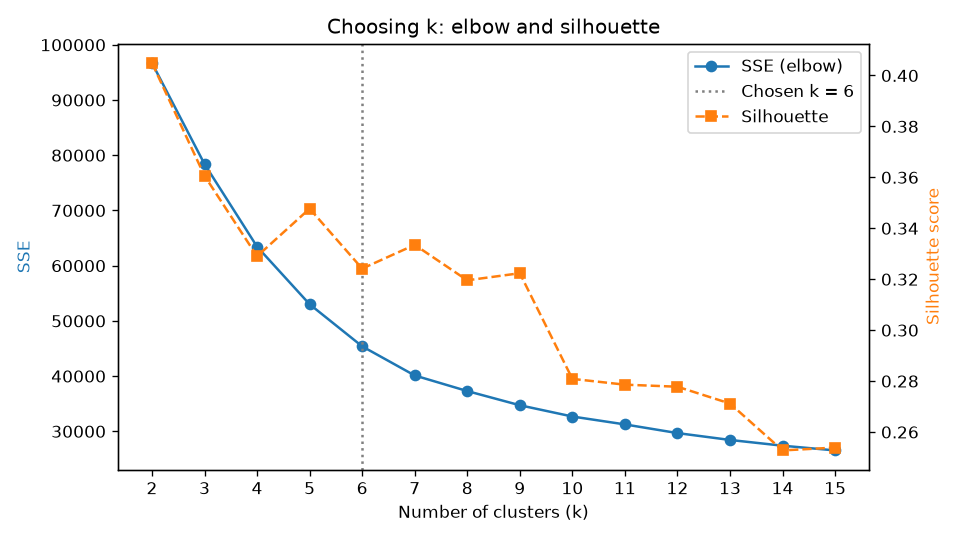 Choosing k: elbow and silhouette
100000
90000
80000
70000
60000
50000
40000
30000
SSE
SSE (elbow)
Chosen k = 6
Silhouette
0.40
0.38
0.36
0.34
0.32
0.30
0.28
0.26
Silhouette score
2 3 4 5 6 7 8 9 10 11 12 13 14 15
Number of clusters (k)